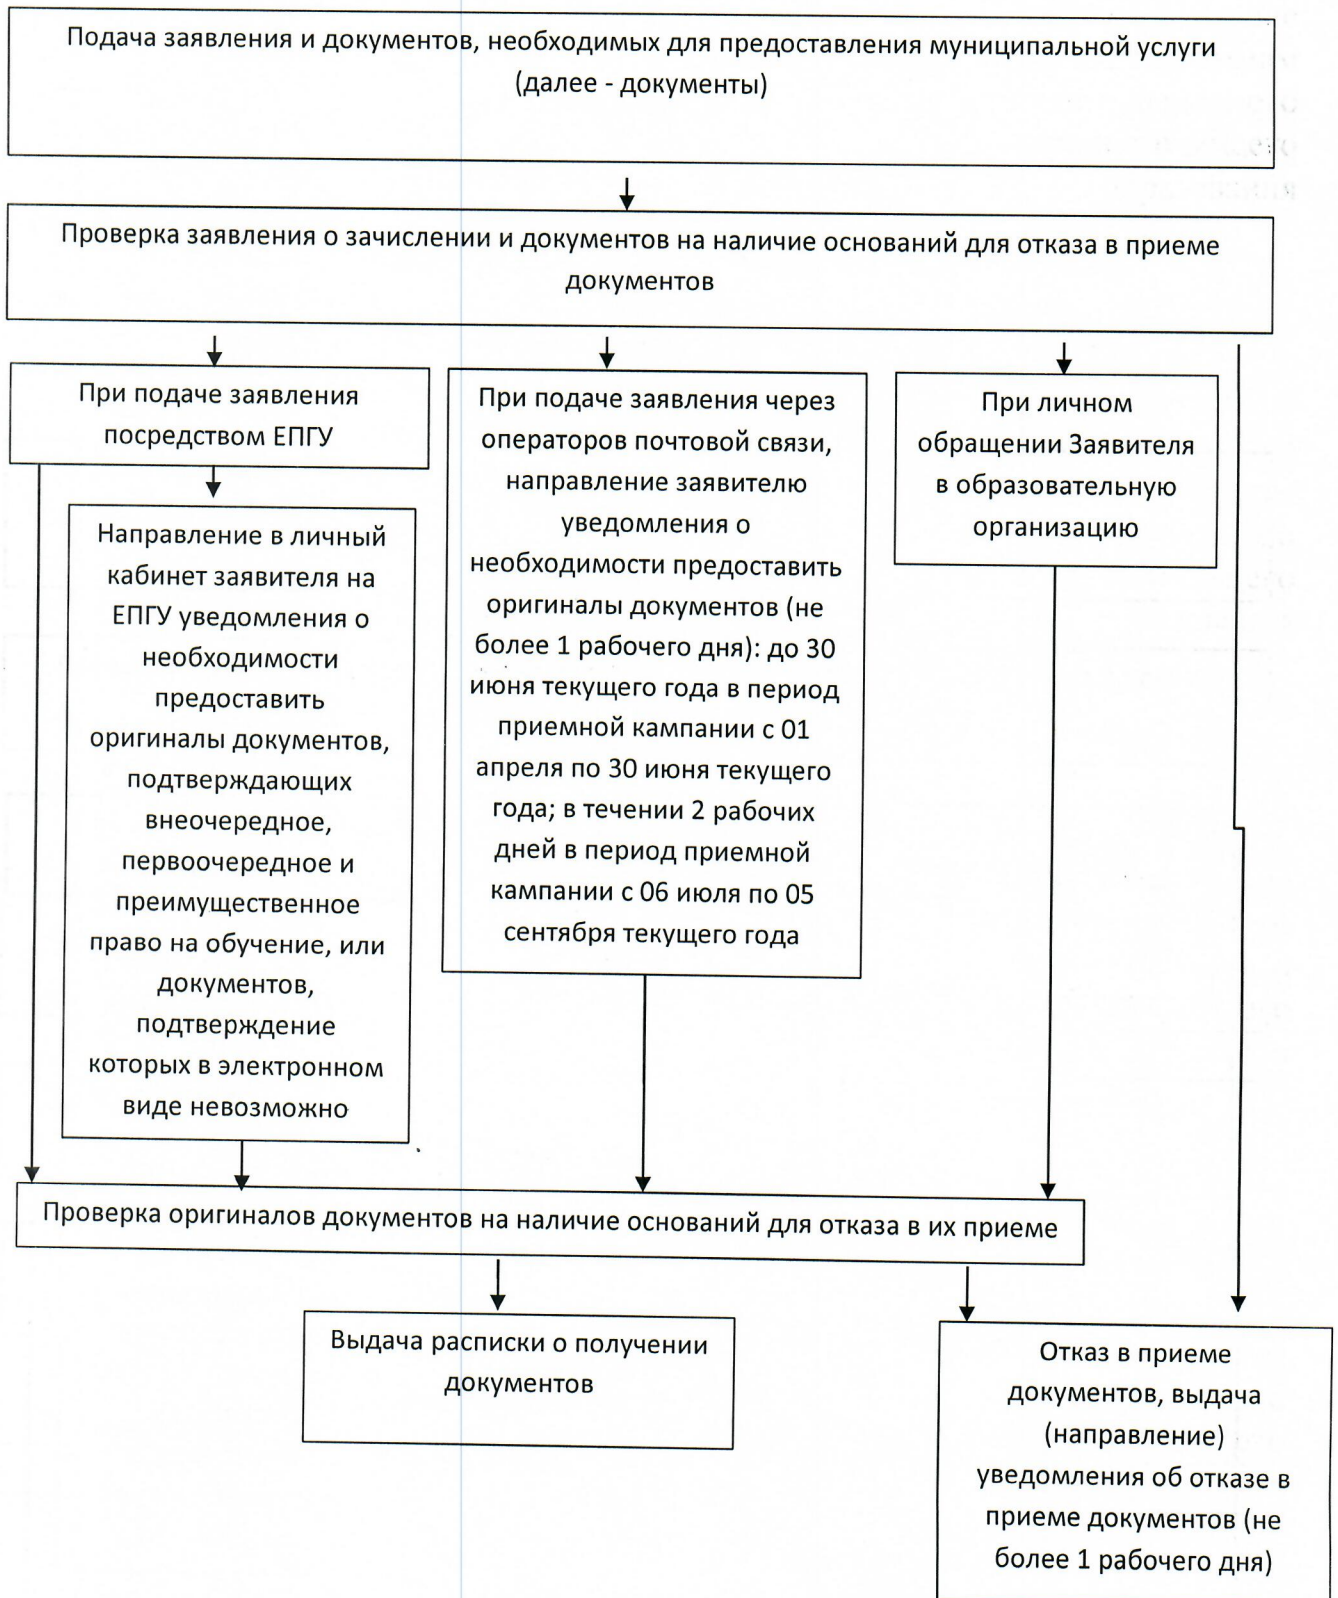 Подача заявления и документов, необходимых для предоставления муниципальной услуги
(далее - документы)
Проверка заявления о зачислении и документов на наличие оснований для отказа в приеме
документов
При подаче заявления
посредством ЕПГУ
Направление в личный
кабинет заявителя на
ЕПГУ уведомления о
необходимости
предоставить
оригиналы документов,
подтверждающих
внеочередное,
первоочередное и
преимущественное
право на обучение, или
документов,
подтверждение
которых в электронном
виде невозможно
При подаче заявления через
операторов почтовой связи,
направление заявителю
уведомления о
необходимости предоставить
оригиналы документов (не
более 1 рабочего дня): до 30
июня текущего года в период
приемной кампании с 01
апреля по 30 июня текущего
года; в течении 2 рабочих
дней в период приемной
кампании с 06 июля по 05
сентября текущего года
При личном
обращении Заявителя
в образовательную
организацию
Проверка оригиналов документов на наличие оснований для отказа в их приеме
Выдача расписки о получении
документов
Отказ в приеме
документов, выдача
(направление)
уведомления об отказе в
приеме документов (не
более 1 рабочего дня)